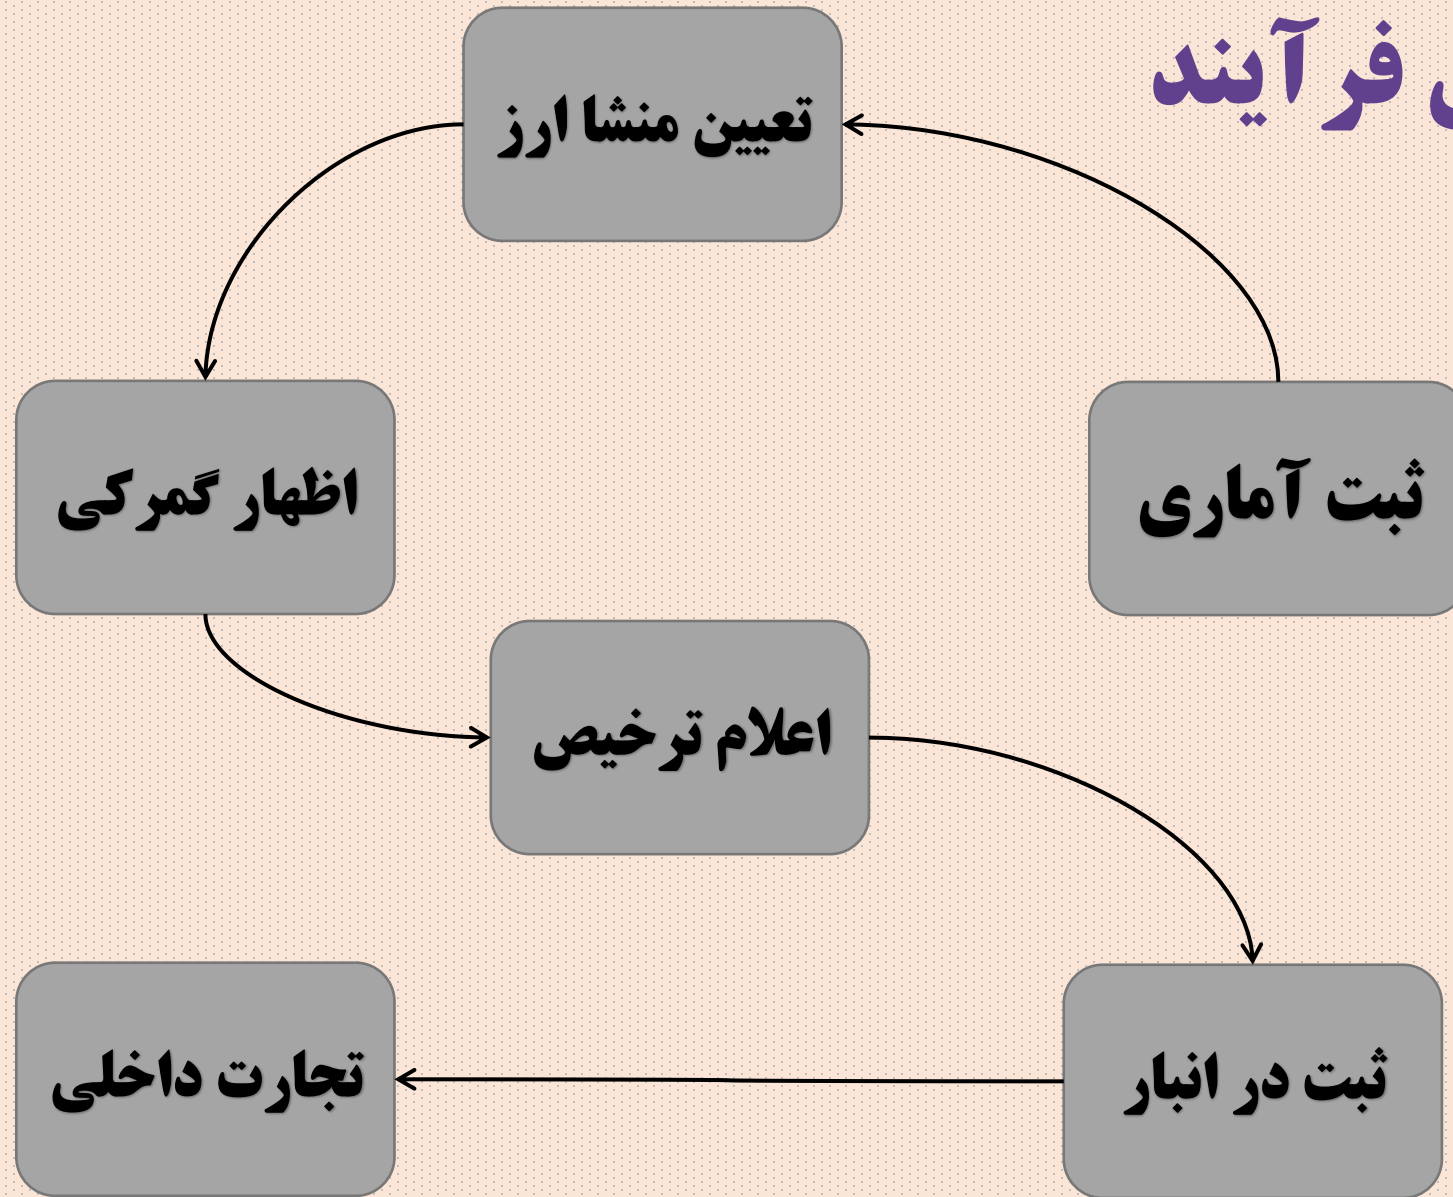 فرآیند
تعیین منشا ارز
ثبت آماری
اظهار گمرکی
اعلام ترخیص
ثبت در انبار
تجارت داخلی